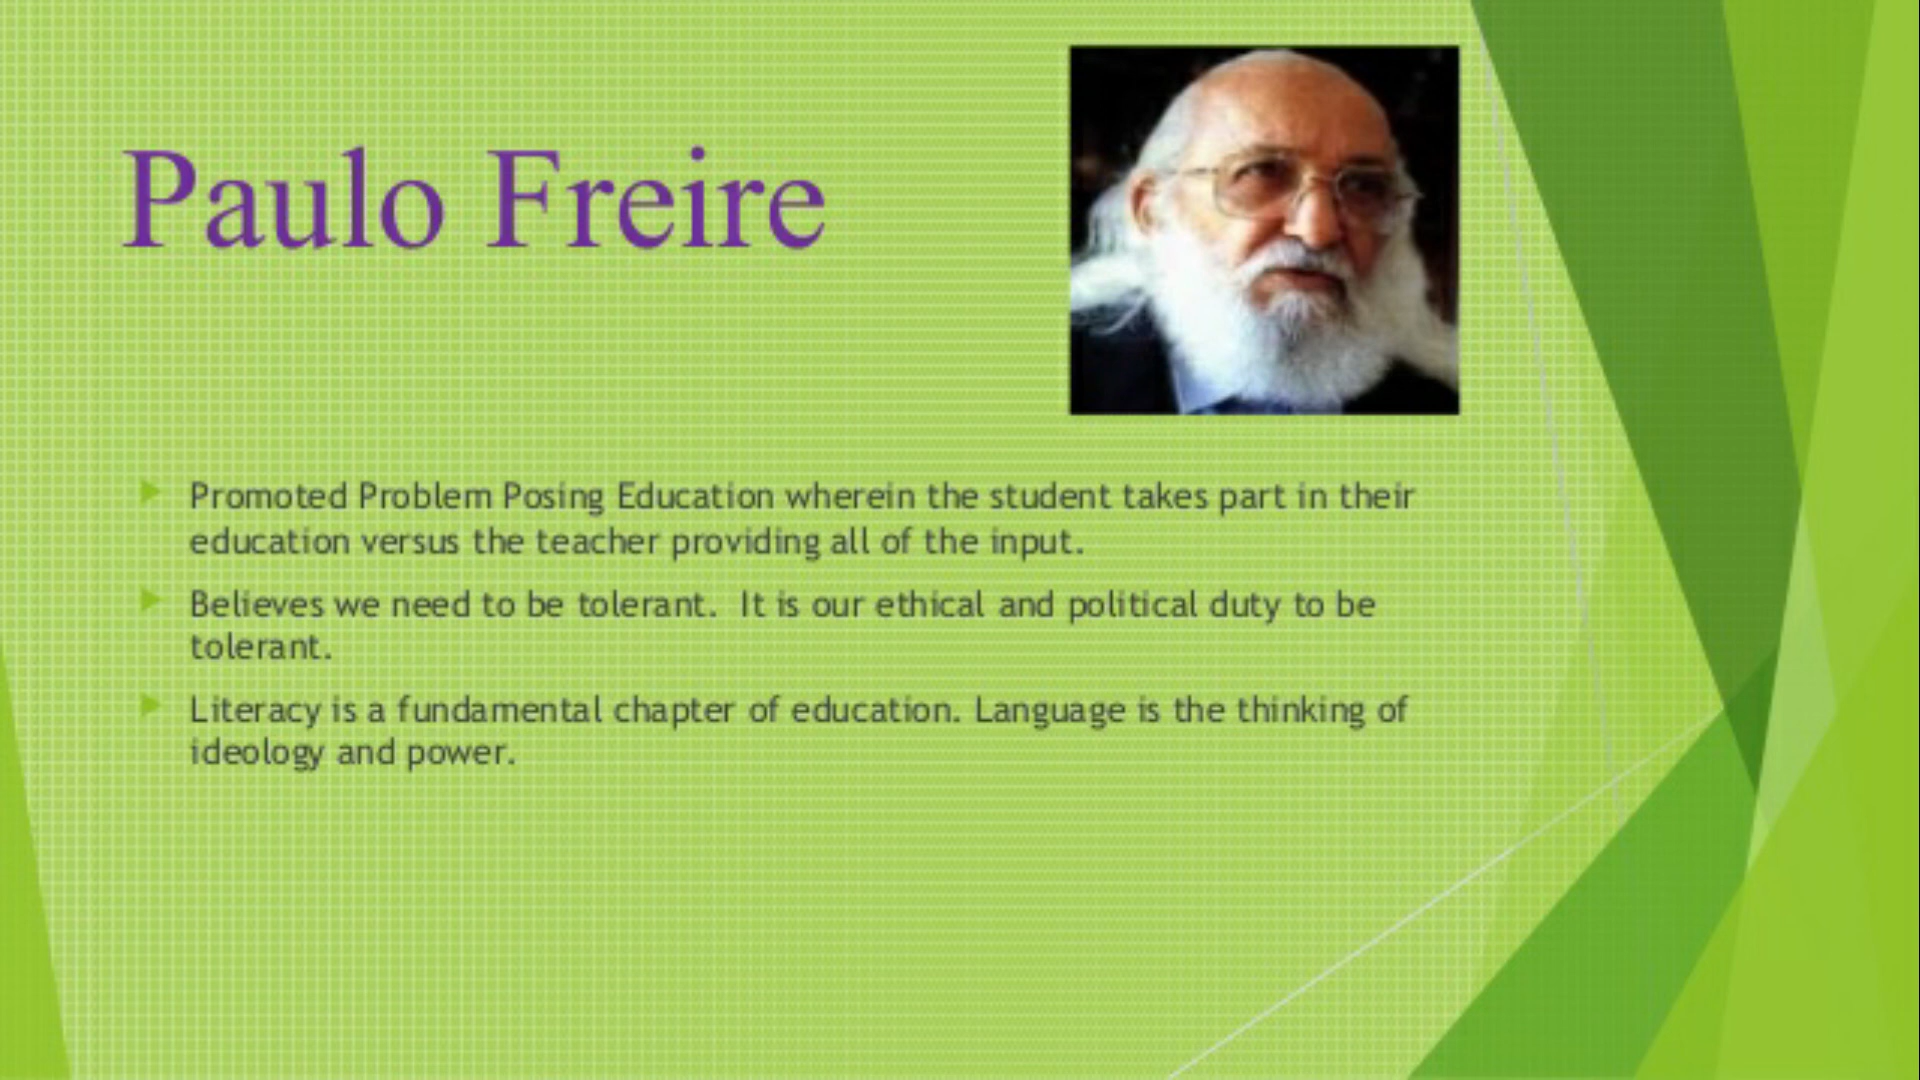 Paulo Freire
Promoted Problem Posing Education wherein the student takes part in their
education versus the teacher providing all of the input.
Believes we need to be tolerant.  It is our ethical and political duty to be
tolerant.
Literacy is a fundamental chapter of education. Language is the thinking of
ideology and power.